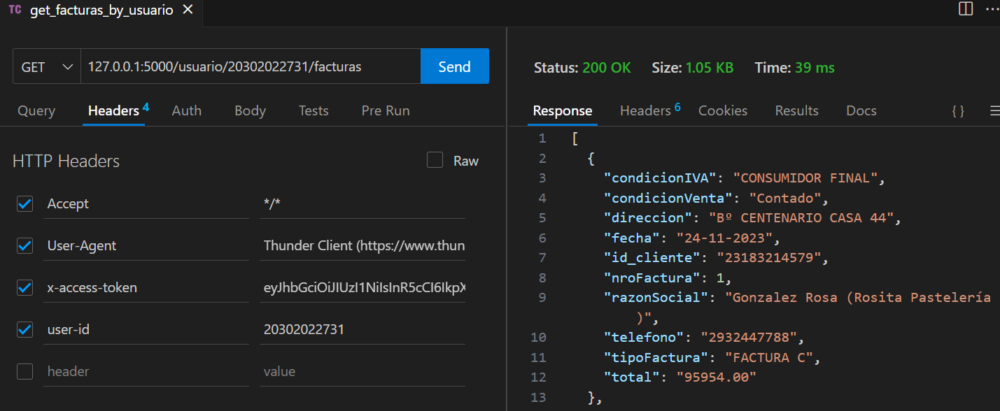 TC get_facturas_by_usuario ×
GET 127.0.0.1:5000/usuario/20302022731/facturas Send
Query Headers 4 Auth Body Tests Pre Run
HTTP Headers Raw
Accept */*
User-Agent Thunder Client (https://www.thun
x-access-token eyJhbGciOiJIUzI1NiIsInR5cCI6IkpX
user-id 20302022731
header value
Status: 200 OK Size: 1.05 KB Time: 39 ms
Response Headers 6 Cookies Results Docs { }
1 [
2 {
3 "condicionIVA": "CONSUMIDOR FINAL",
4 "condicionVenta": "Contado",
5 "direccion": "Bº CENTENARIO CASA 44",
6 "fecha": "24-11-2023",
7 "id_cliente": "23183214579",
8 "nroFactura": 1,
9 "razonSocial": "Gonzalez Rosa (Rosita Pastelería
)",
10 "telefono": "2932447788",
11 "tipoFactura": "FACTURA C",
12 "total": "95954.00"
13 },